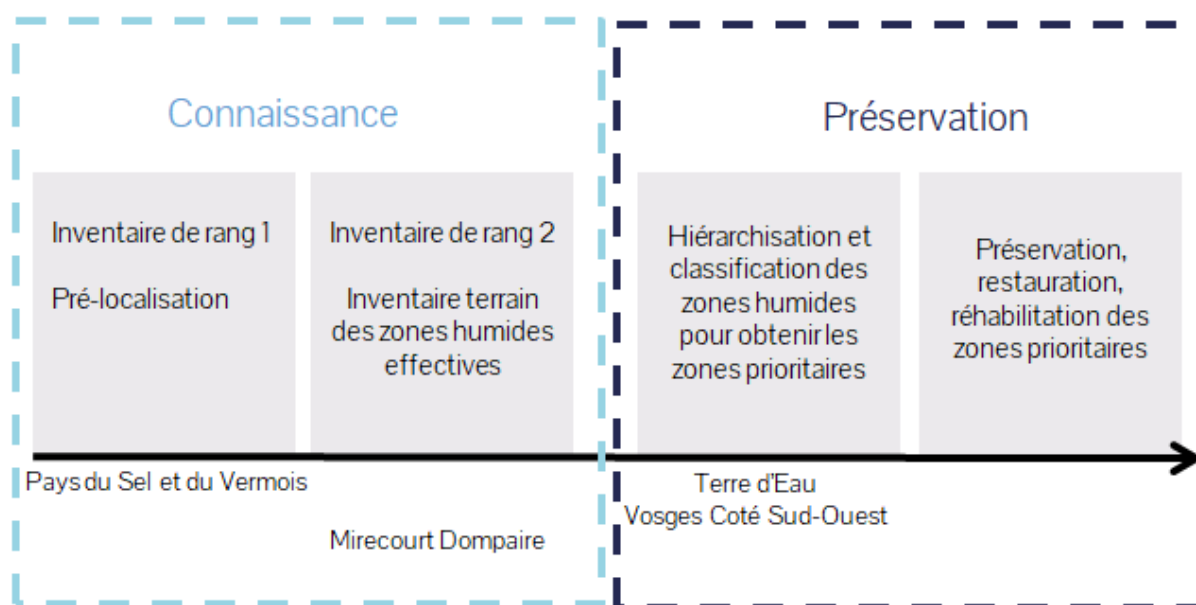 Connaissance
Préservation
Inventaire de rang 1
Pré-localisation
Inventaire de rang 2
Inventaire terrain
des zones humides
effectives
Hiérarchisation et
classification des
zones humides
pour obtenir les
zones prioritaires
Préservation,
restauration,
réhabilitation des
zones prioritaires
Pays du Sel et du Vermois
Mirecourt Dompaire
Terre d'Eau
Vosges Coté Sud-Ouest